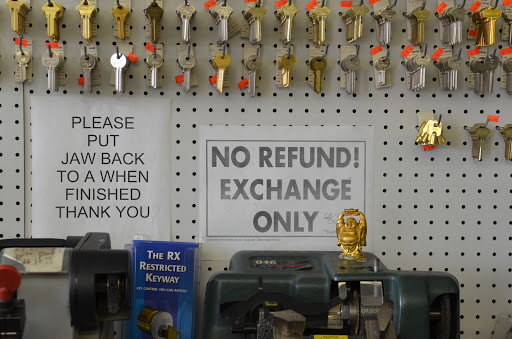 PLEASE
PUT
JAW BACK
TO A WHEN
FINISHED
THANK YOU
NO REFUND!
EXCHANGE
ONLY
THE RX
RESTRICTED
KEYWAY
046